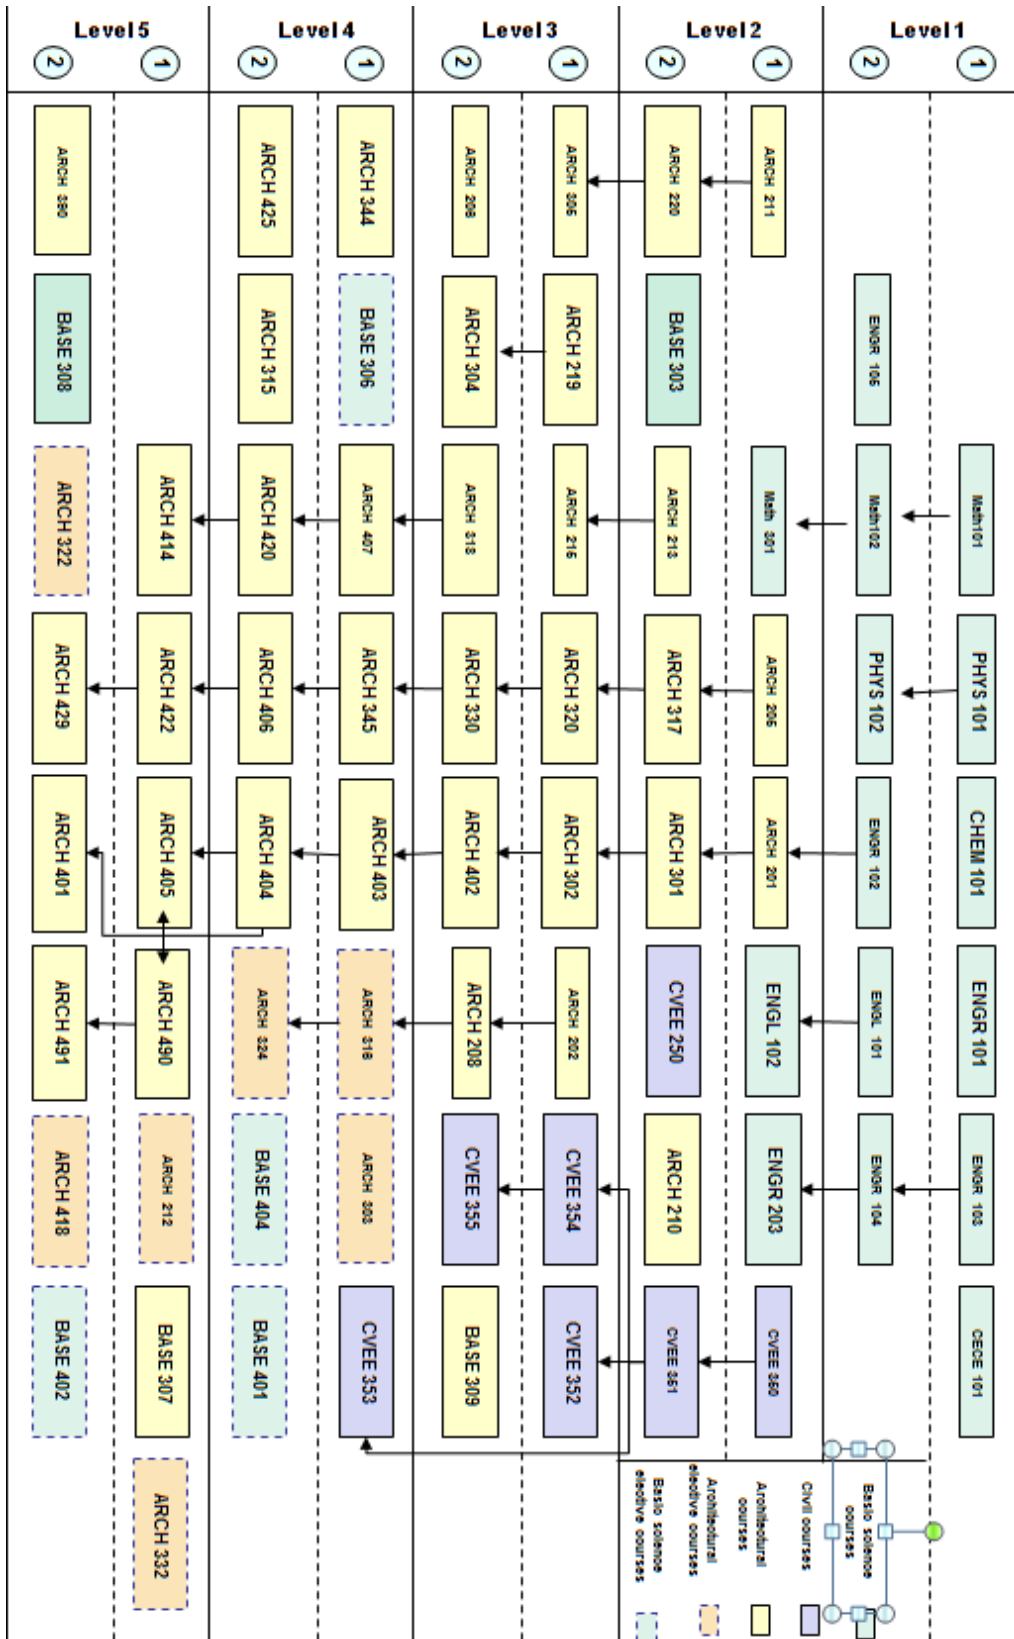 Level 5
Level 4
Level 3
Level 2
Level 1
2
1
2
1
2
1
2
1
2
1
ARCH 390
ARCH 425
ARCH 344
ARCH 206
ARCH 305
ARCH 220
ARCH 211
BASE 308
ARCH 315
BASE 306
ARCH 304
ARCH 219
BASE 303
ENGR 105
ARCH 322
ARCH 414
ARCH 420
ARCH 407
ARCH 318
ARCH 215
ARCH 213
Math 301
Math102
Math101
ARCH 429
ARCH 422
ARCH 406
ARCH 345
ARCH 330
ARCH 320
ARCH 317
ARCH 205
PHYS 102
PHYS 101
ARCH 401
ARCH 405
ARCH 404
ARCH 403
ARCH 402
ARCH 302
ARCH 301
ARCH 201
ENGR 102
CHEM 101
ARCH 491
ARCH 490
ARCH 324
ARCH 316
ARCH 208
ARCH 202
CVEE 250
ENGL 102
ENGL 101
ENGR 101
ARCH 418
ARCH 212
BASE 404
ARCH 303
CVEE 355
CVEE 354
ARCH 210
ENGR 203
ENGR 104
ENGR 103
BASE 402
BASE 307
BASE 401
CVEE 353
BASE 309
CVEE 352
CVEE 351
CVEE 350
CECE 101
ARCH 332
Basic science
courses
Civil courses
Architectural
courses
Architectural
elective courses
Basic science
elective courses